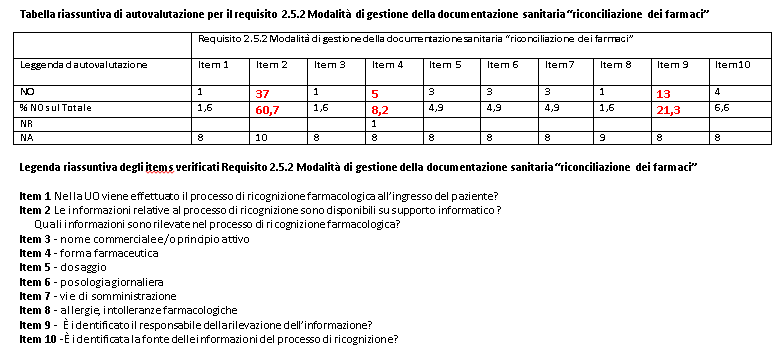 Tabella riassuntiva di autovalutazione per il requisito 2.5.2 Modalità di gestione della documentazione sanitaria "riconciliazione dei farmaci"
Requisito 2.5.2 Modalità di gestione della documentazione sanitaria "riconciliazione dei farmaci"
Leggenda d autovalutazione Item 1 Item 2 Item 3 Item 4 Item 5 Item 6 Item7 Item 8 Item 9 Item10
NO 1 37 1 5 3 3 3 1 13 4
% NO sul Totale 1,6 60,7 1,6 8,2 4,9 4,9 4,9 1,6 21,3 6,6
NR 1
NA 8 10 8 8 8 8 8 9 8 8
Legenda riassuntiva degli items verificati Requisito 2.5.2 Modalità di gestione della documentazione sanitaria "riconciliazione dei farmaci"
Item 1 Nella UO viene effettuato il processo di ricognizione farmacologica all'ingresso del paziente?
Item 2 Le informazioni relative al processo di ricognizione sono disponibili su supporto informatico ?
Quali informazioni sono rilevate nel processo di ricognizione farmacologica?
Item 3 - nome commerciale e/o principio attivo
Item 4 - forma farmaceutica
Item 5 - dosaggio
Item 6 - posologia giornaliera
Item 7 - vie di somministrazione
Item 8 - allergie, intolleranze farmacologiche
Item 9 - È identificato il responsabile della rilevazione dell'informazione?
Item 10 -È identificata la fonte delle informazioni del processo di ricognizione?